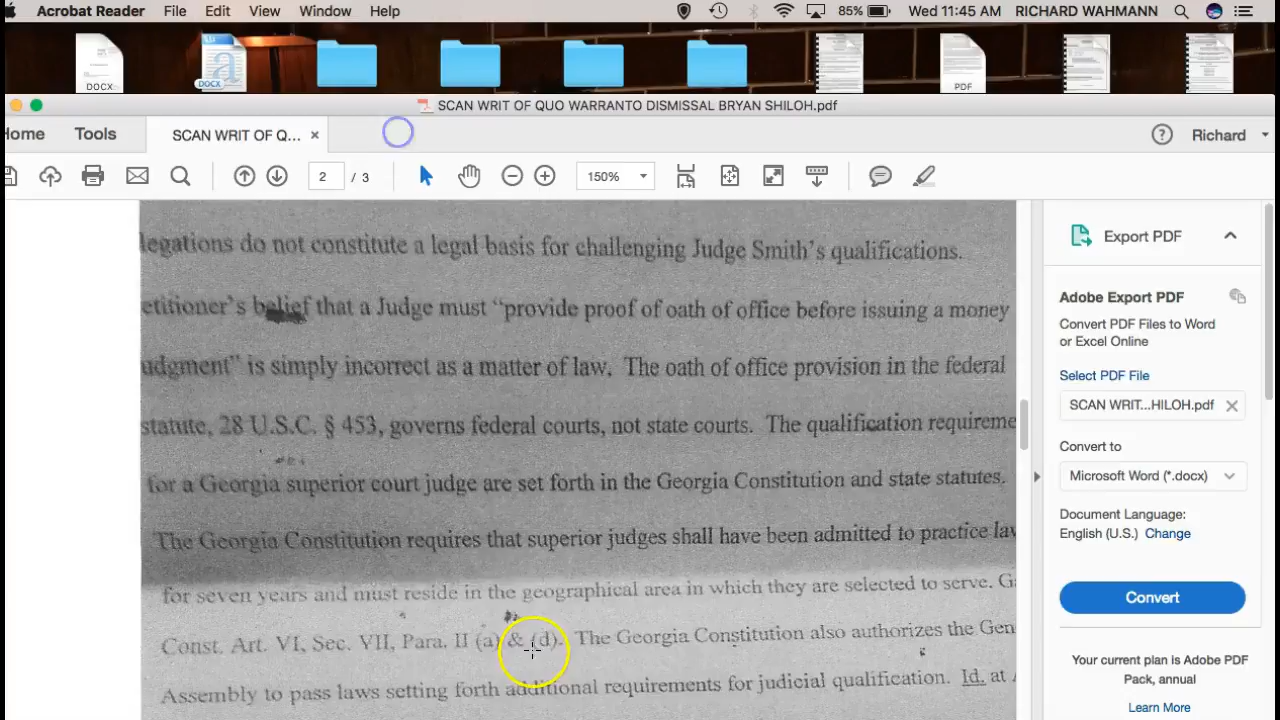 Acrobat Reader File Edit View Window Help 85% Wed 11:45 AM RICHARD WAHMANN
DOCX DOCX PDF
SCAN WRIT OF QUO WARRANTO DISMISSAL BRYAN SHILOH.pdf
Home Tools SCAN WRIT OF Q... × ? Richard
2 / 3 150%
legations do not constitute a legal basis for challenging Judge Smith's qualifications.
etitioner's belief that a Judge must "provide proof of oath of office before issuing a money
udgment" is simply incorrect as a matter of law. The oath of office provision in the federal
statute, 28 U.S.C. § 453, governs federal courts, not state courts. The qualification requireme
for a Georgia superior court judge are set forth in the Georgia Constitution and state statutes.
The Georgia Constitution requires that superior judges shall have been admitted to practice law
for seven years and must reside in the geographical area in which they are selected to serve. Ga
Const. Art. VI, Sec. VII, Para. II (a) & (d). The Georgia Constitution also authorizes the Gen
Assembly to pass laws setting forth additional requirements for judicial qualification. Id. at
Export PDF
Adobe Export PDF
Convert PDF Files to Word
or Excel Online
Select PDF File
SCAN WRIT...HILOH.pdf ×
Convert to
Microsoft Word (*.docx)
Document Language:
English (U.S.) Change
Convert
Your current plan is Adobe PDF
Pack, annual
Learn More